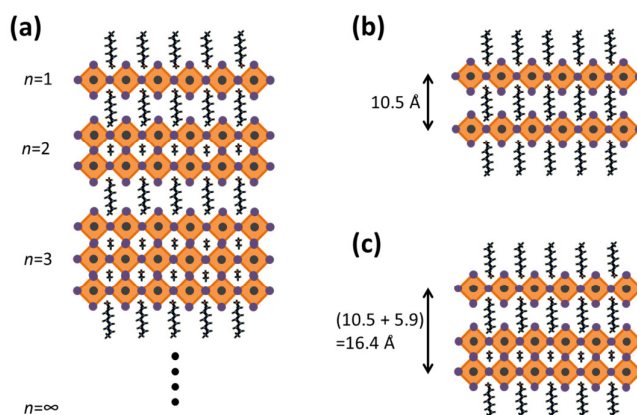 (a)
n=1
n=2
n=3
n=∞
(b)
10.5 Å
(c)
(10.5 + 5.9)
=16.4 Å